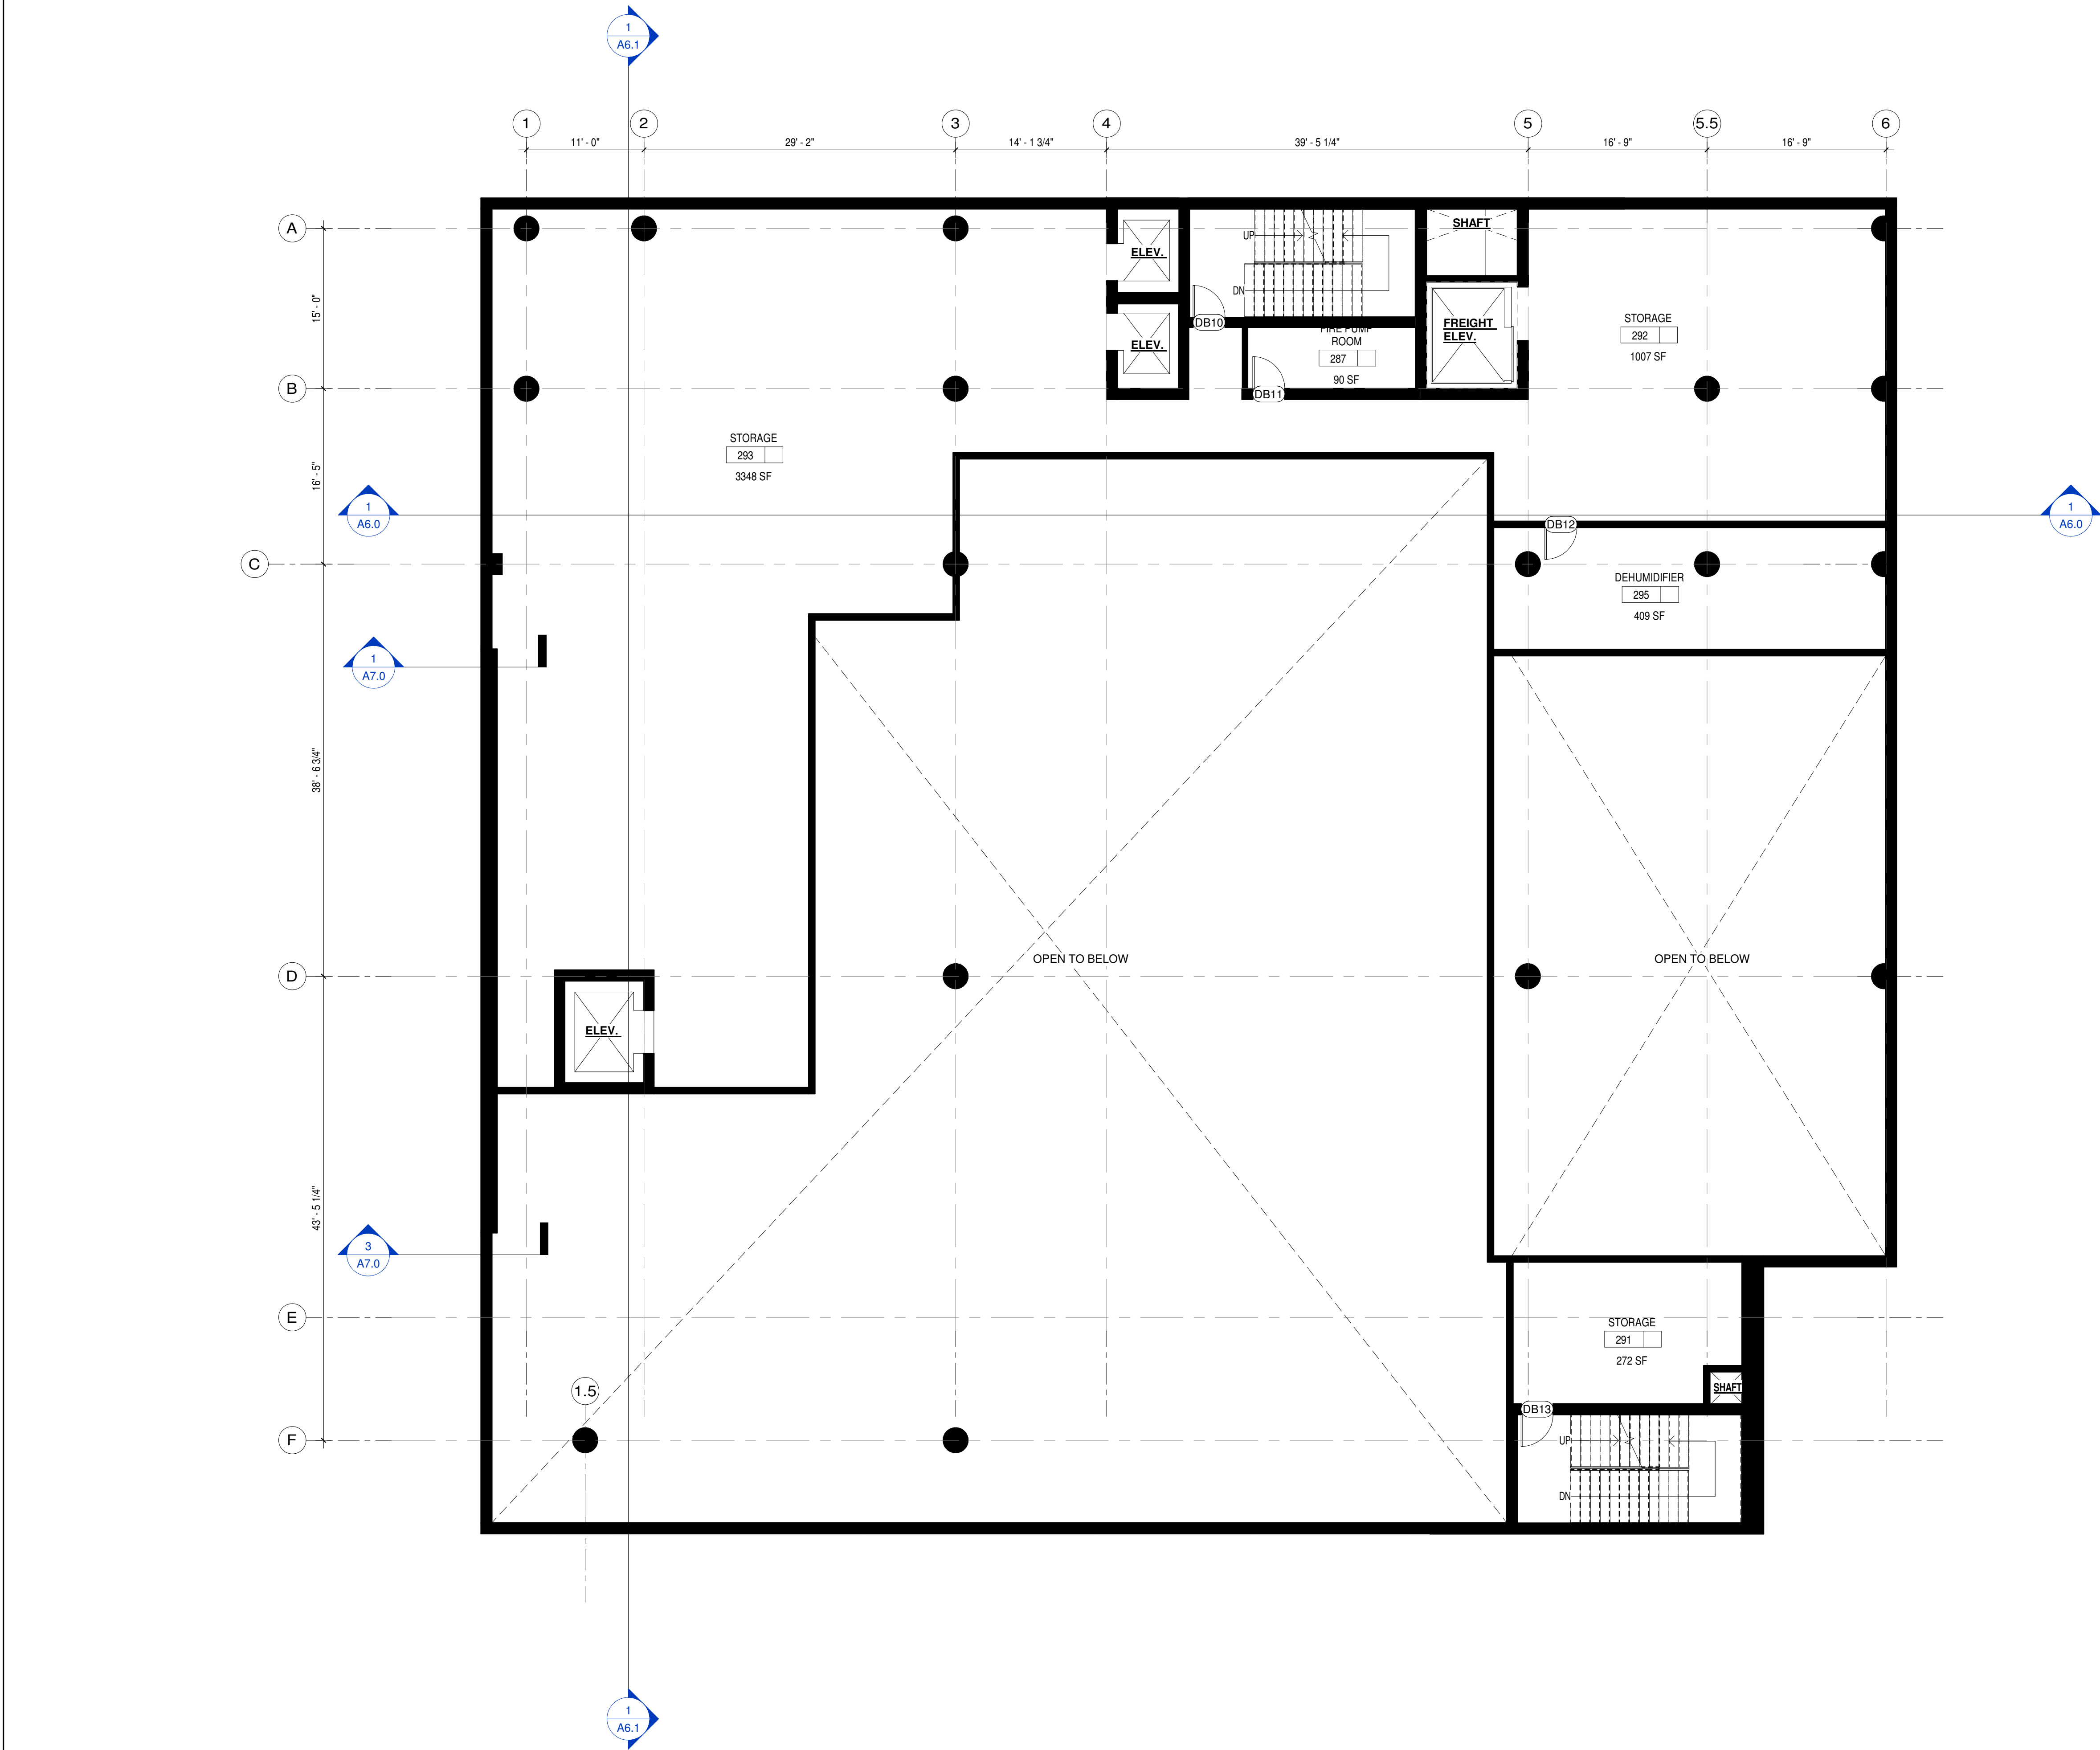 1
A6.1
1
2
3
4
5
5.5
6
11' - 0"
29' - 2"
14' - 1 3/4"
39' - 5 1/4"
16' - 9"
16' - 9"
A
SHAFT
UP
ELEV.
DN
15' - 0"
FREIGHT
ELEV.
STORAGE
292
1007 SF
DB10
FIRE PUMP
ROOM
287
90 SF
ELEV.
B
DB11
STORAGE
293
3348 SF
16' - 5"
1
A6.0
1
A6.0
DB12
C
DEHUMIDIFIER
295
409 SF
1
A7.0
38' - 6 3/4"
OPEN TO BELOW
OPEN TO BELOW
D
ELEV.
43' - 5 1/4"
3
A7.0
E
STORAGE
291
272 SF
SHAFT
1.5
DB13
F
UP
DN
1
A6.1